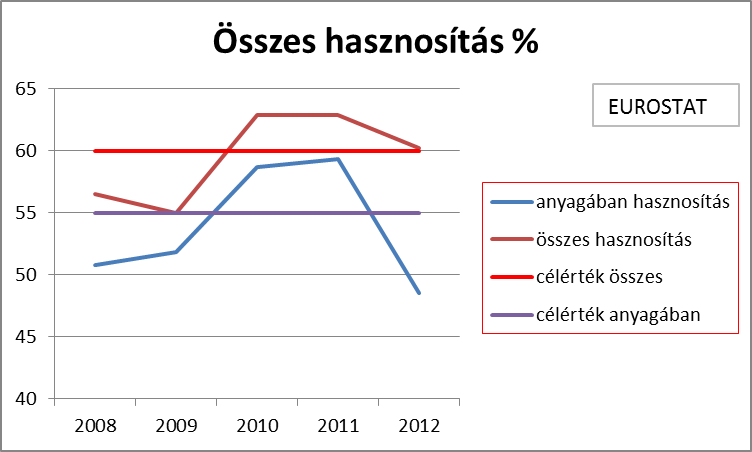 Összes hasznosítás %
EUROSTAT
65
60
55
50
45
40
2008 2009 2010 2011 2012
anyagában hasznosítás
összes hasznosítás
célérték összes
célérték anyagában